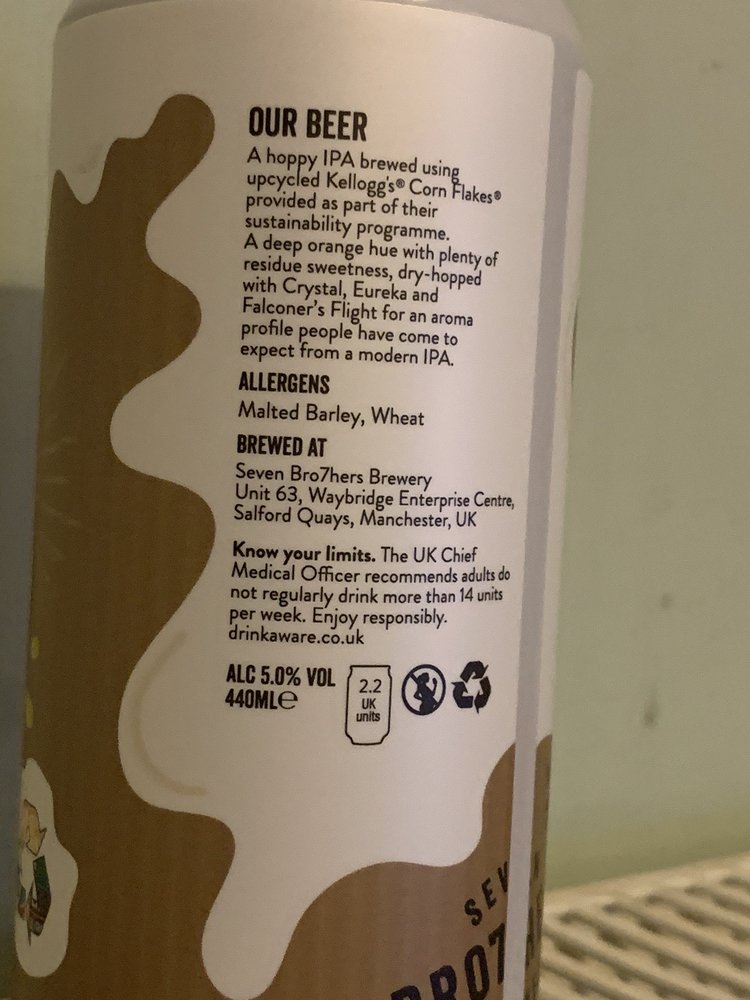 OUR BEER
A hoppy IPA brewed using
upcycled Kellogg's® Corn Flakes®
provided as part of their
sustainability programme.
A deep orange hue with plenty of
residue sweetness, dry-hopped
with Crystal, Eureka and
Falconer's Flight for an aroma
profile people have come to
expect from a modern IPA.
ALLERGENS
Malted Barley, Wheat
BREWED AT
Seven Bro7hers Brewery
Unit 63, Waybridge Enterprise Centre,
Salford Quays, Manchester, UK
Know your limits. The UK Chief
Medical Officer recommends adults do
not regularly drink more than 14 units
per week. Enjoy responsibly.
drinkaware.co.uk
ALC 5.0% VOL
440ML℮
2.2
UK
units